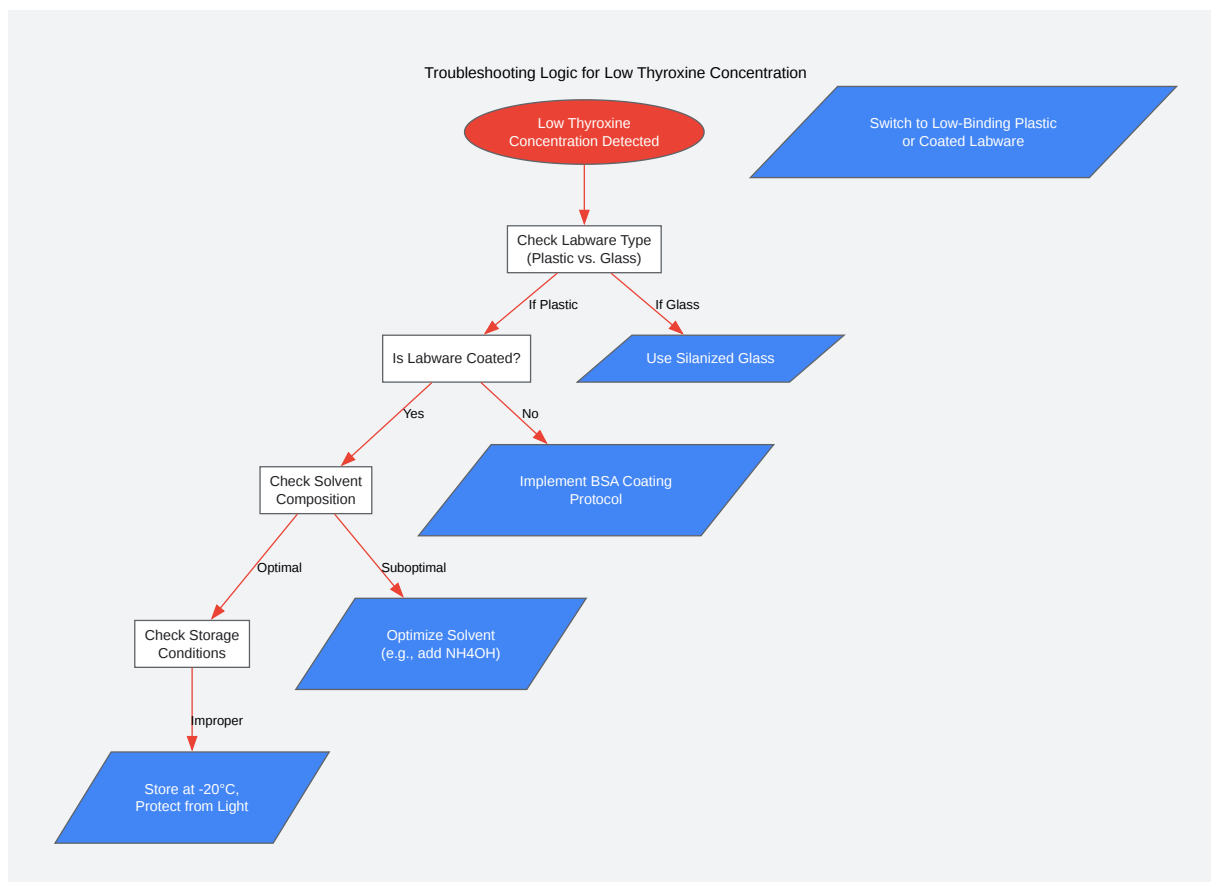 Troubleshooting Logic for Low Thyroxine Concentration
Low Thyroxine
Concentration Detected
Switch to Low-Binding Plastic
or Coated Labware
Check Labware Type
(Plastic vs. Glass)
If Plastic
If Glass
Is Labware Coated?
Use Silanized Glass
Yes
No
Check Solvent
Composition
Implement BSA Coating
Protocol
Optimal
Suboptimal
Check Storage
Conditions
Optimize Solvent
(e.g., add NH4OH)
Improper
Store at -20°C,
Protect from Light